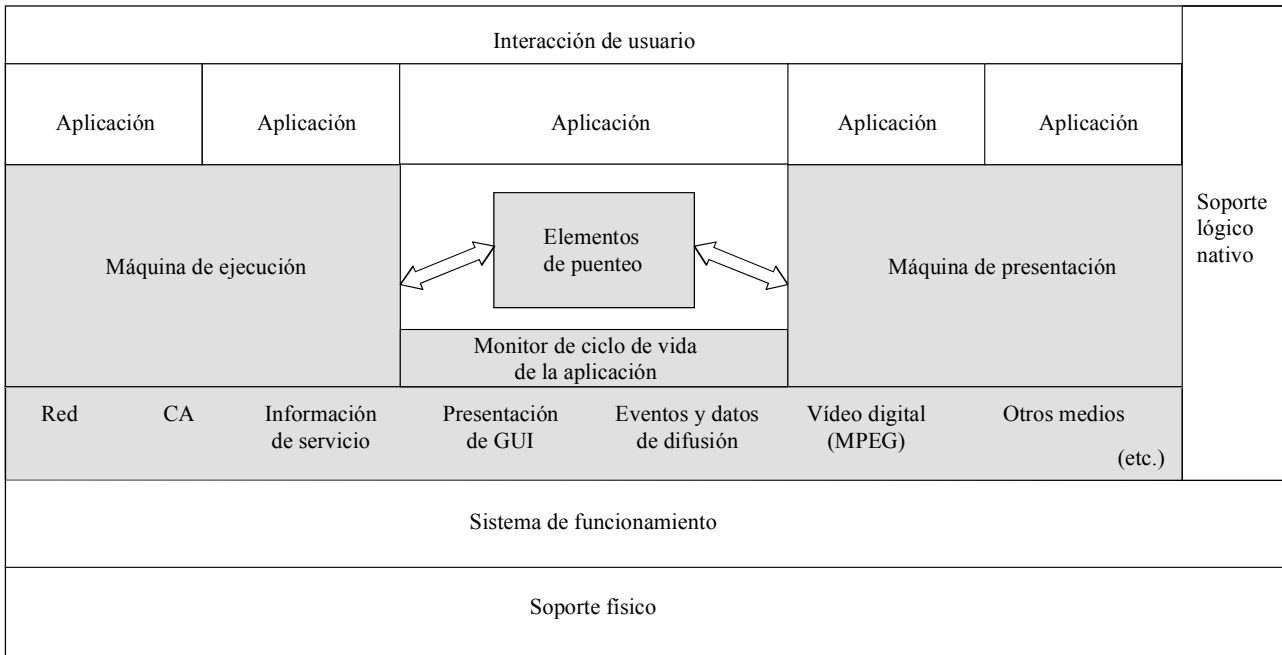 Interacción de usuario
Aplicación
Aplicación
Aplicación
Aplicación
Aplicación
Soporte
lógico
nativo
Máquina de ejecución
Elementos
de puenteo
Máquina de presentación
Monitor de ciclo de vida
de la aplicación
Red
CA
Información
de servicio
Presentación
de GUI
Eventos y datos
de difusión
Vídeo digital
(MPEG)
Otros medios
(etc.)
Sistema de funcionamiento
Soporte físico